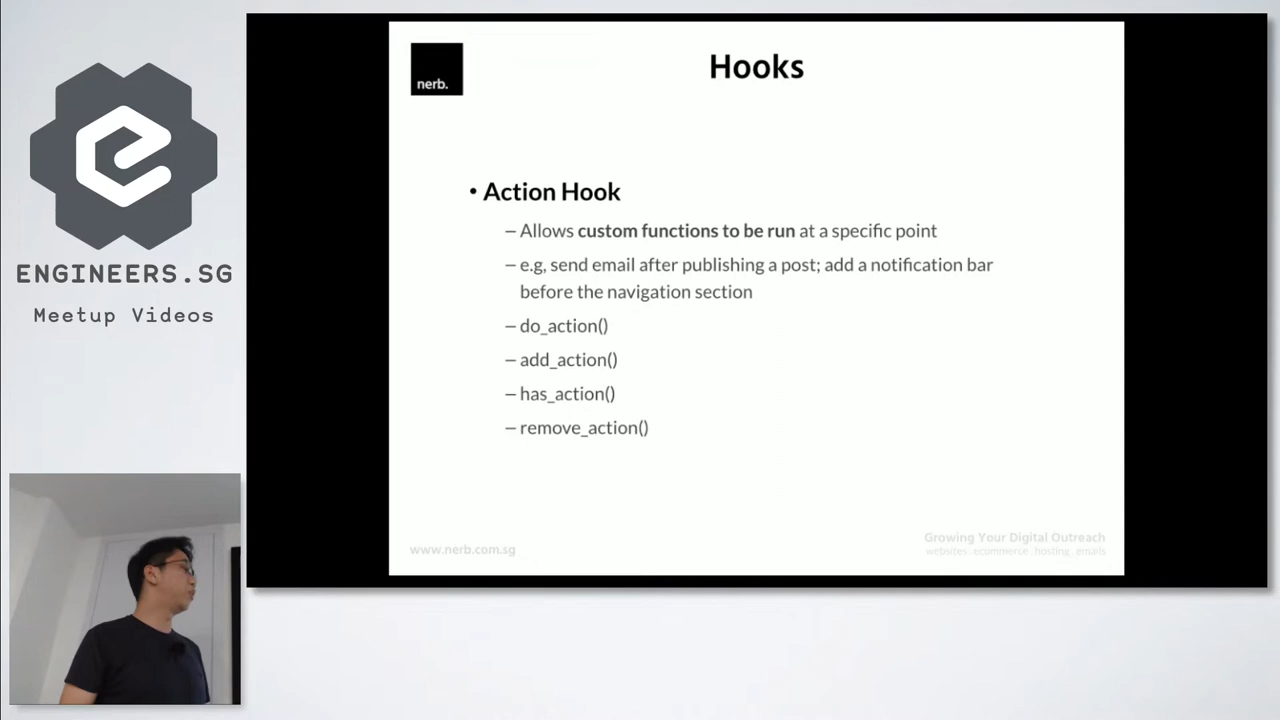 ENGINEERS.SG
Meetup Videos
nerb.
Hooks
• Action Hook
– Allows custom functions to be run at a specific point
– e.g, send email after publishing a post; add a notification bar
before the navigation section
– do_action()
– add_action()
– has_action()
– remove_action()
www.nerb.com.sg
Growing Your Digital Outreach
websites. ecommerce. hosting. emails